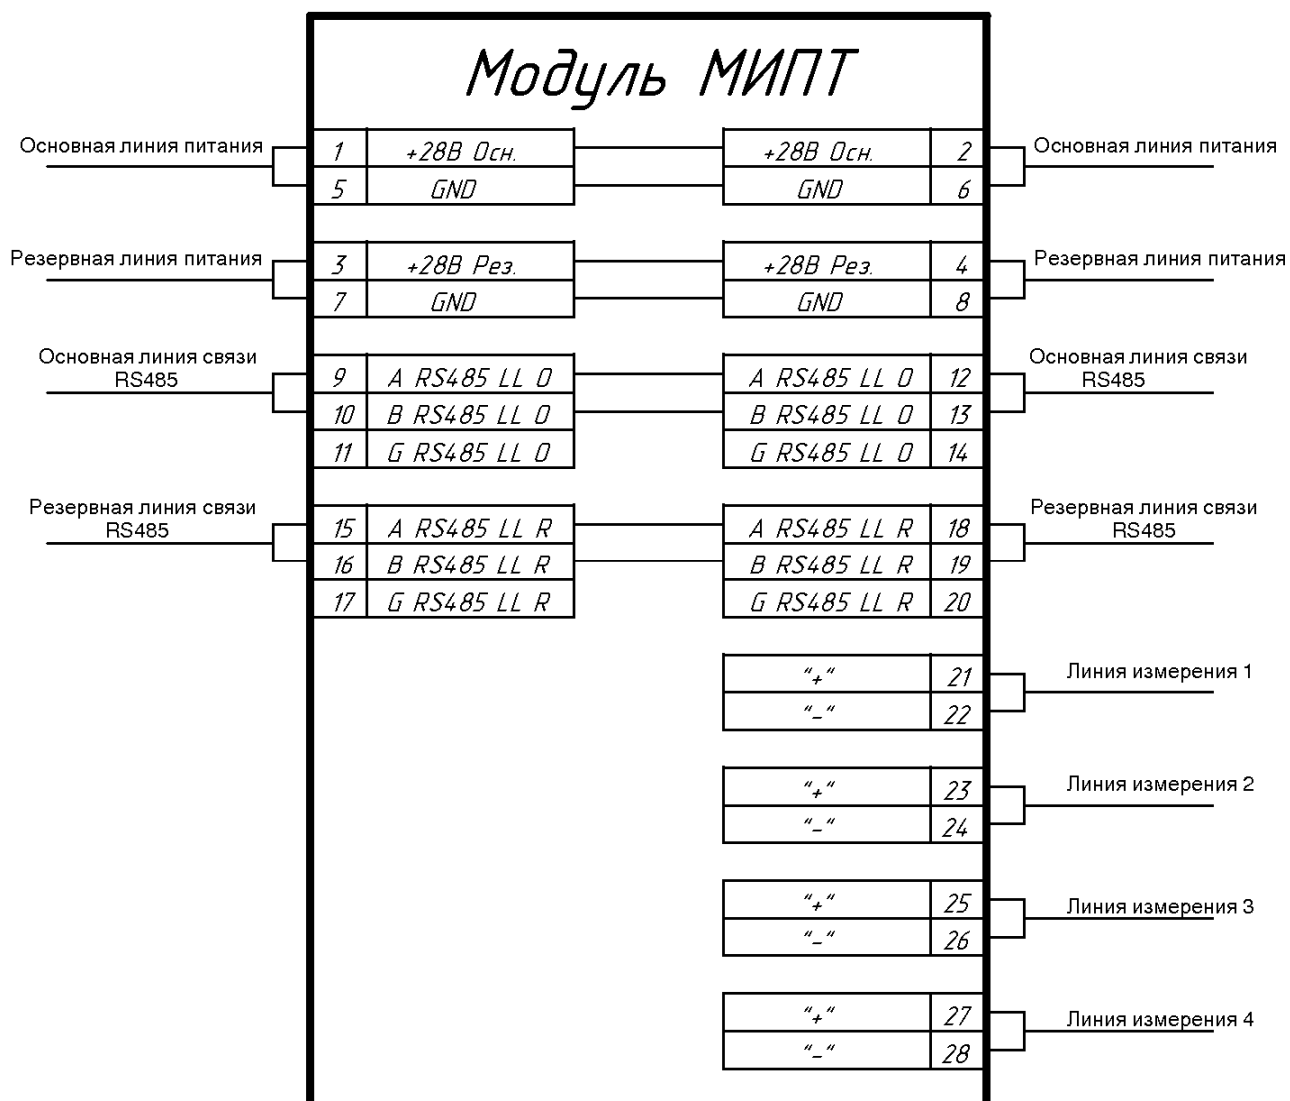 Модуль МИПТ
Основная линия питания 1 +28В Осн. +28В Осн. 2 Основная линия питания
5 GND GND 6
Резервная линия питания 3 +28В Рез. +28В Рез. 4 Резервная линия питания
7 GND GND 8
Основная линия связи Основная линия связи
RS485 9 A RS485 LL O A RS485 LL O 12 RS485
10 B RS485 LL O B RS485 LL O 13
11 G RS485 LL O G RS485 LL O 14
Резервная линия связи Резервная линия связи
RS485 15 A RS485 LL R A RS485 LL R 18 RS485
16 B RS485 LL R B RS485 LL R 19
17 G RS485 LL R G RS485 LL R 20
“+“ 21 Линия измерения 1
“-“ 22
“+“ 23 Линия измерения 2
“-“ 24
“+“ 25 Линия измерения 3
“-“ 26
“+“ 27 Линия измерения 4
“-“ 28